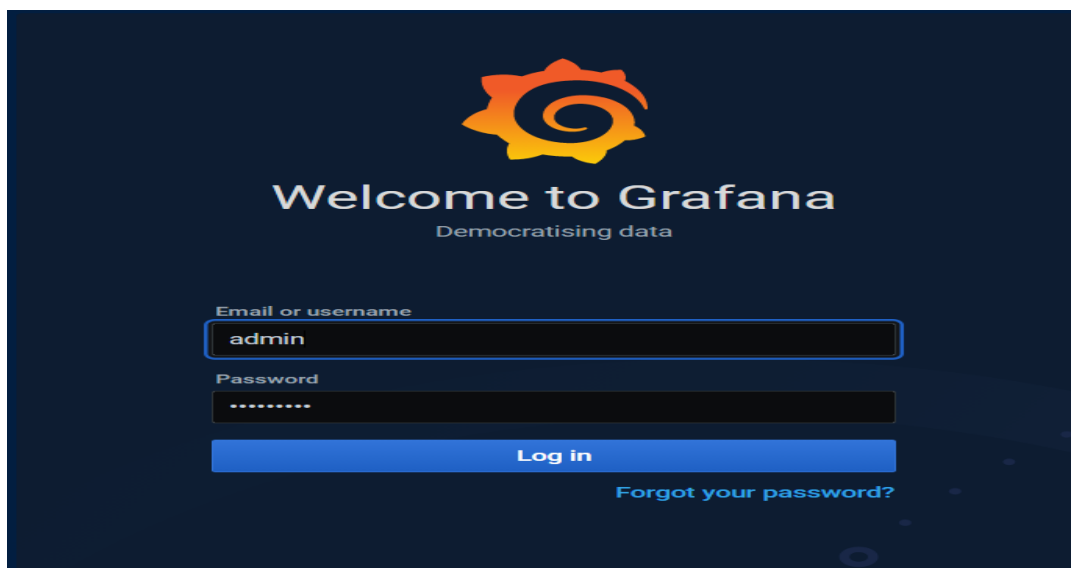 Welcome to Grafana
Democratising data
Email or username
admin
Password
•••••••••
Log in
Forgot your password?